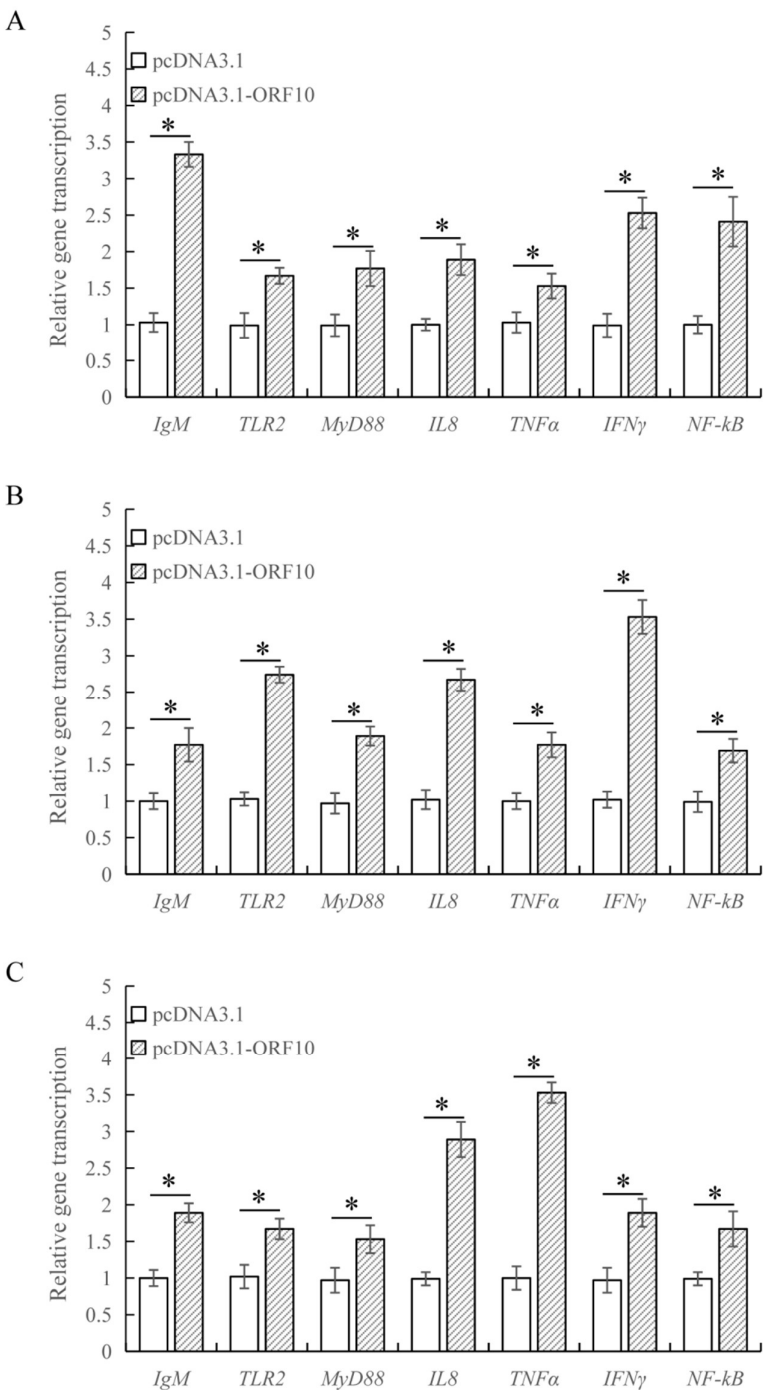 A
5
4.5
4
3.5
3
2.5
2
1.5
1
0.5
0
Relative gene transcription
pcDNA3.1
pcDNA3.1-ORF10
* * * * * * *
IgM TLR2 MyD88 IL8 TNFα IFNγ NF-kB
B
5
4.5
4
3.5
3
2.5
2
1.5
1
0.5
0
Relative gene transcription
pcDNA3.1
pcDNA3.1-ORF10
* * * * * * *
IgM TLR2 MyD88 IL8 TNFα IFNγ NF-kB
C
5
4.5
4
3.5
3
2.5
2
1.5
1
0.5
0
Relative gene transcription
pcDNA3.1
pcDNA3.1-ORF10
* * * * * * *
IgM TLR2 MyD88 IL8 TNFα IFNγ NF-kB